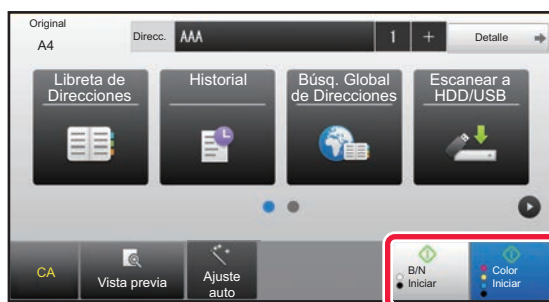 Original
A4
Direcc.
AAA
1
+
Detalle
Libreta de
Direcciones
Historial
Búsq. Global
de Direcciones
Escanear a
HDD/USB
CA
Vista previa
Ajuste
auto
B/N
Iniciar
Color
Iniciar